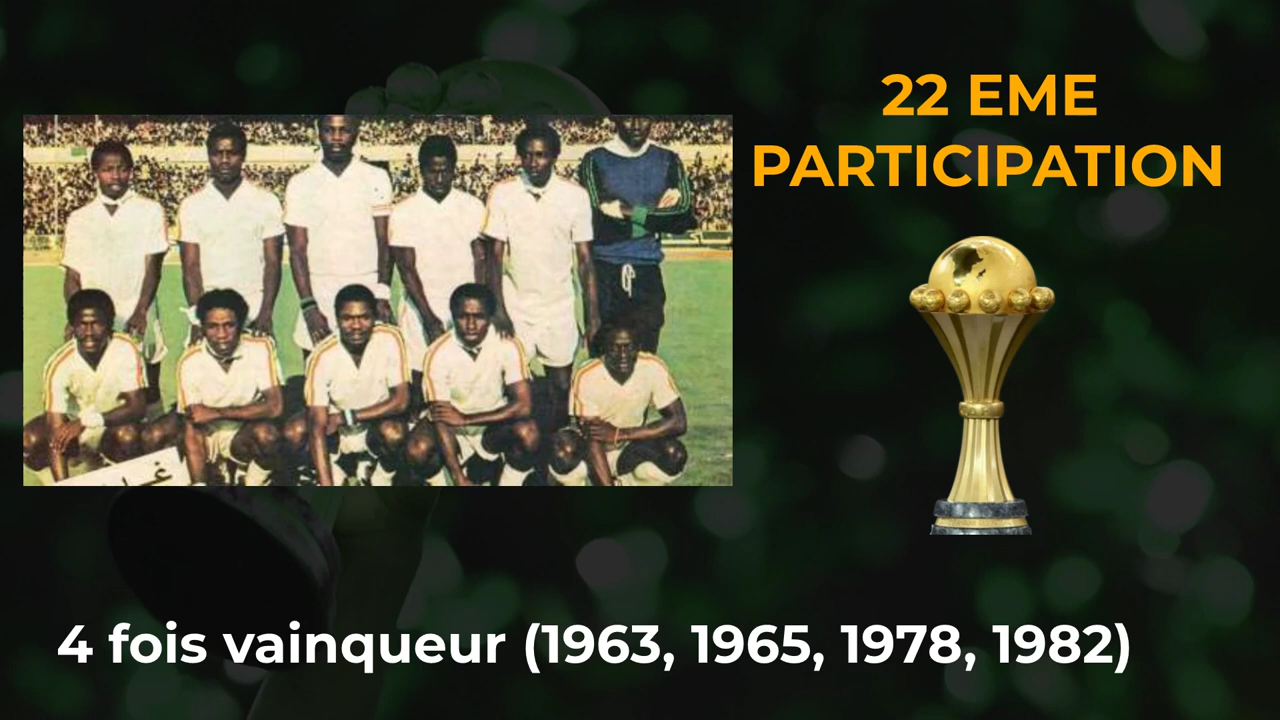 22 EME
PARTICIPATION
4 fois vainqueur (1963, 1965, 1978, 1982)